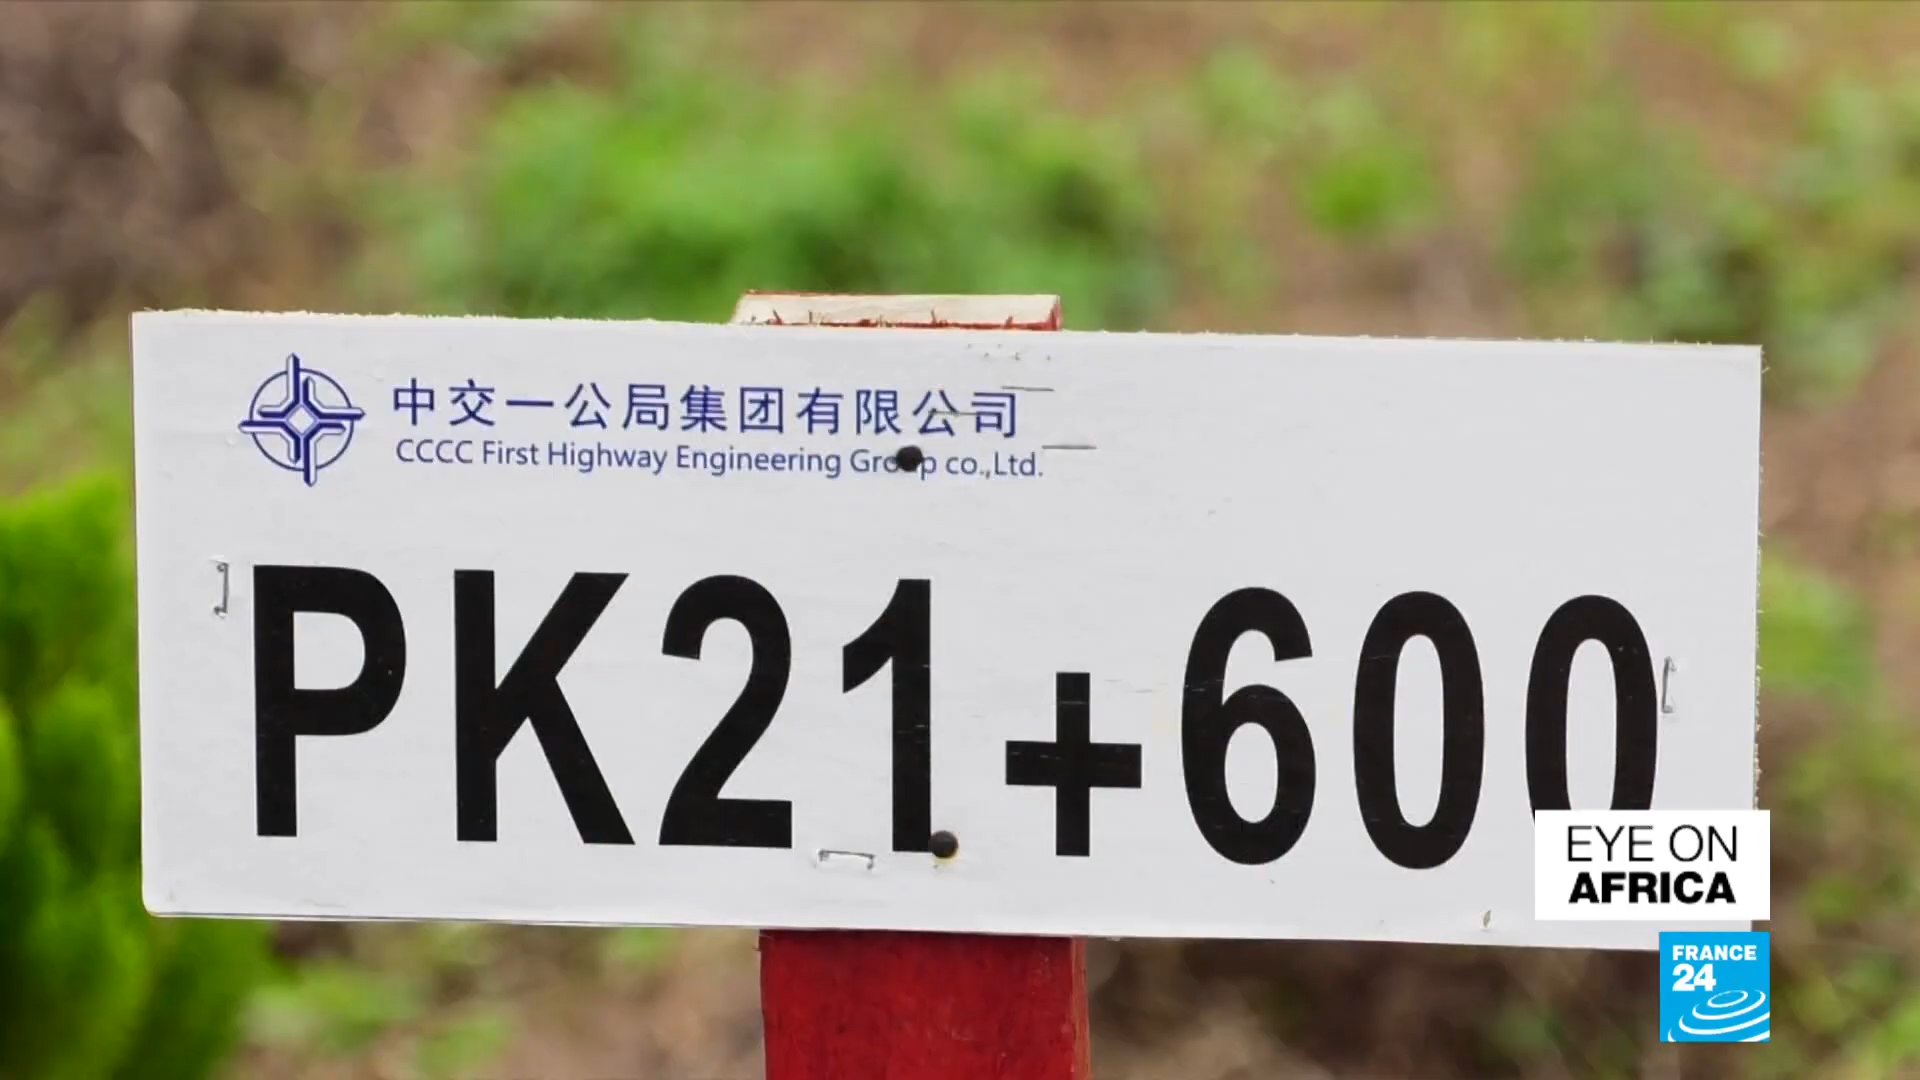 中交一公局集团有限公司
CCCC First Highway Engineering Group co.,Ltd.
PK21+600
EYE ON
AFRICA
FRANCE
24